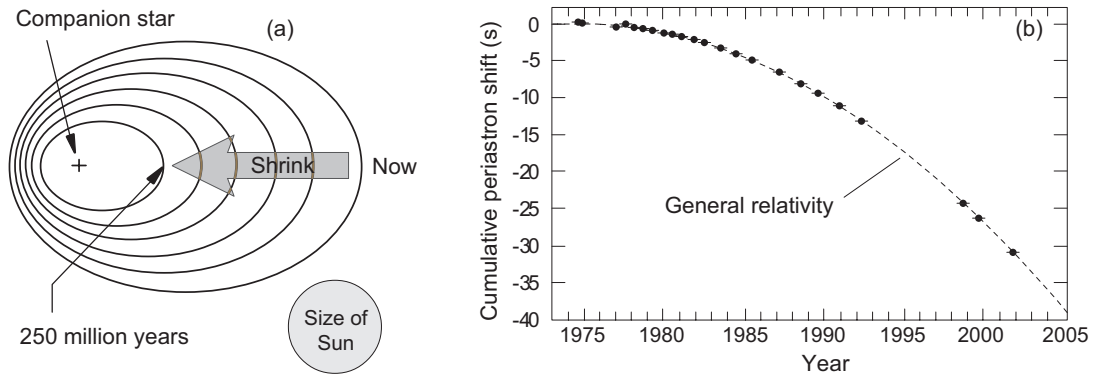 Companion star
(a)
Shrink
Now
250 million years
Size of
Sun
Cumulative periastron shift (s)
0
-5
-10
-15
-20
-25
-30
-35
-40
(b)
General relativity
1975 1980 1985 1990 1995 2000 2005
Year